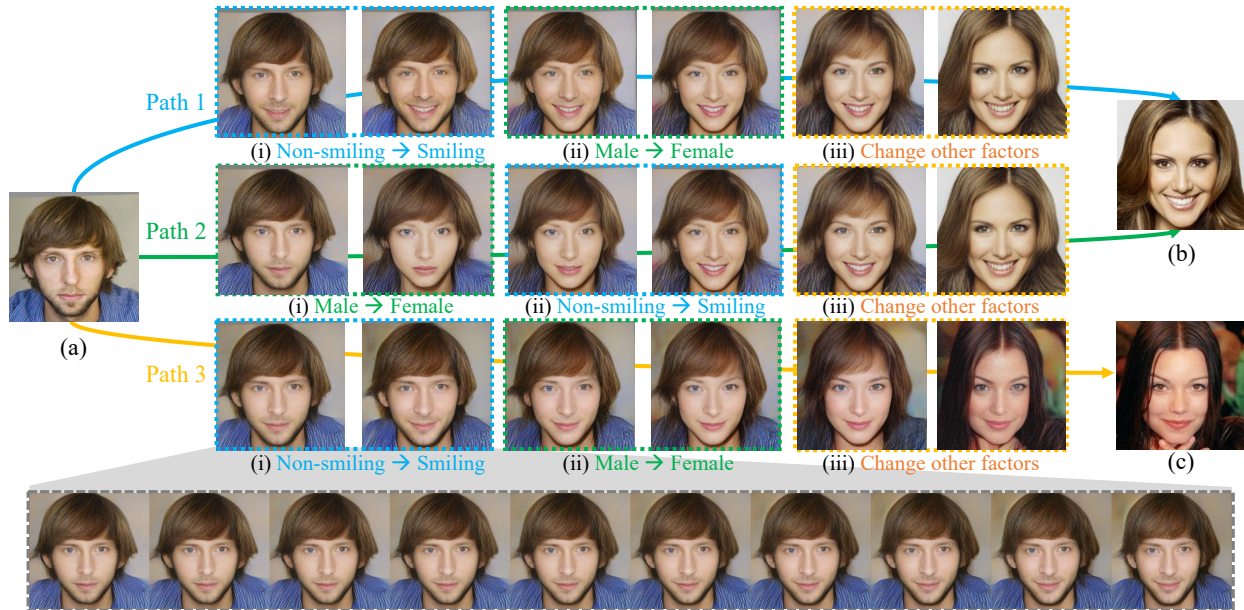 Path 1
(i) Non-smiling → Smiling
(ii) Male → Female
(iii) Change other factors
Path 2
(i) Male → Female
(ii) Non-smiling → Smiling
(iii) Change other factors
(a)
(b)
Path 3
(i) Non-smiling → Smiling
(ii) Male → Female
(iii) Change other factors
(c)